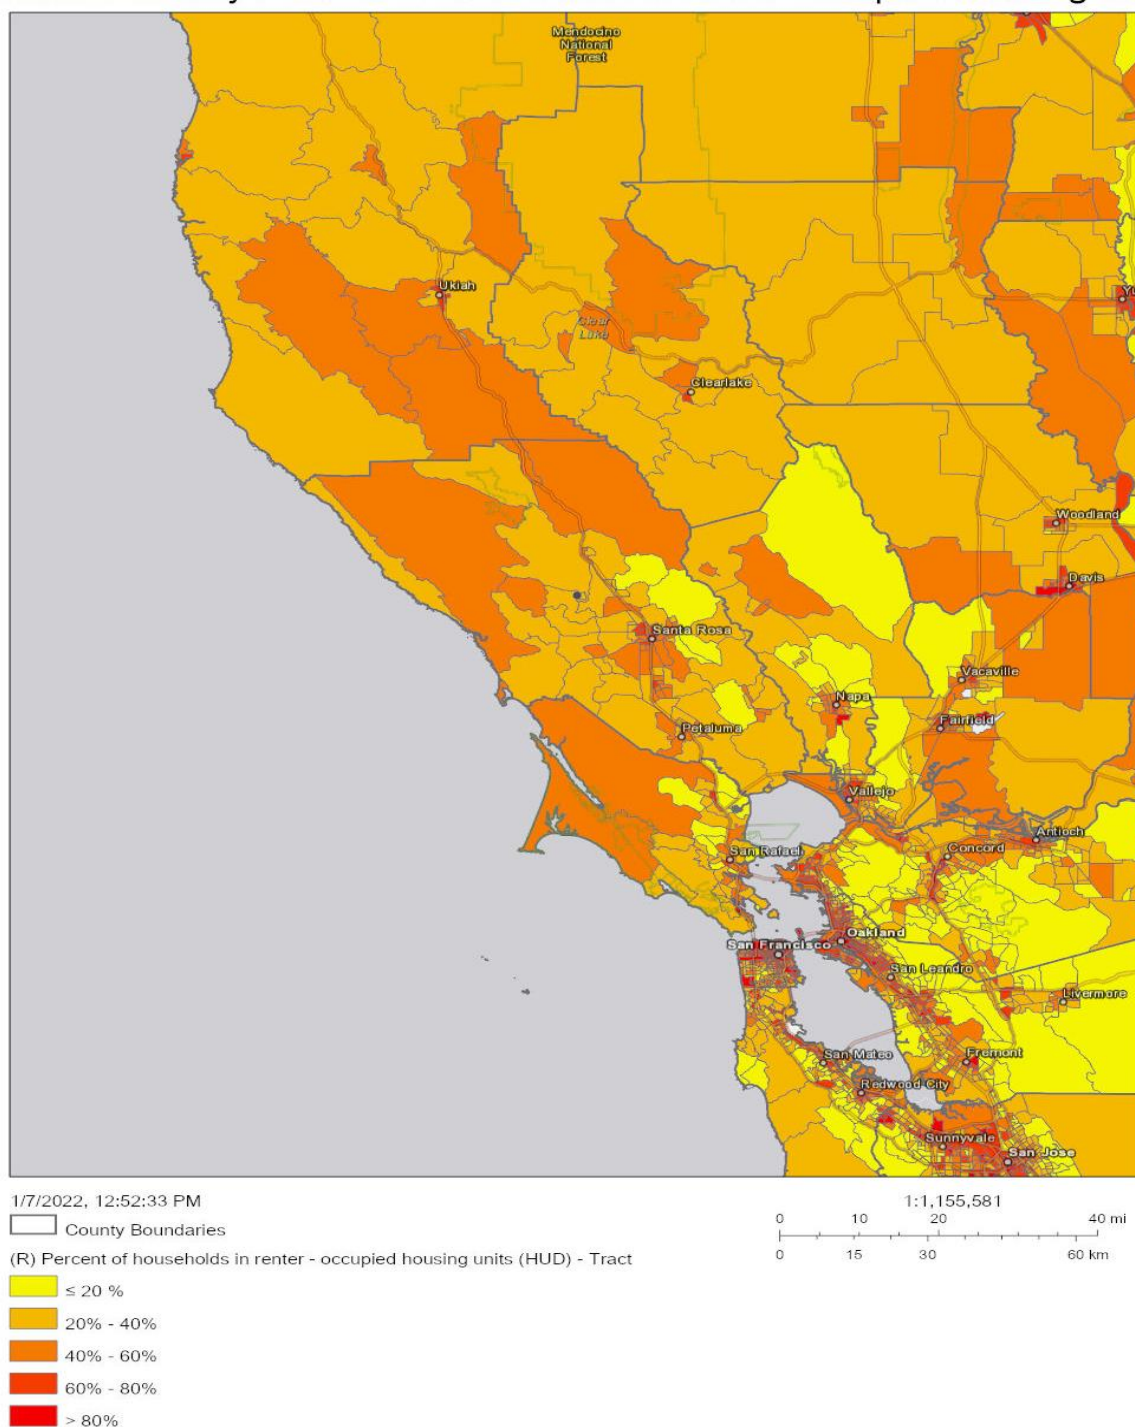 Mendocino
National
Forest
Ukiah
Yu
Clear
Lake
Clearlake
Woodland
Davis
Santa Rosa
Vacaville
Napa
Fairfield
Petaluma
Vallejo
Antioch
San Rafael
Concord
Oakland
San Francisco
San Leandro
Livermore
San Mateo
Fremont
Redwood City
Sunnyvale
San Jose
1/7/2022, 12:52:33 PM
1:1,155,581
County Boundaries
0 10 20 40 mi
0 15 30 60 km
(R) Percent of households in renter - occupied housing units (HUD) - Tract
≤ 20 %
20% - 40%
40% - 60%
60% - 80%
> 80%